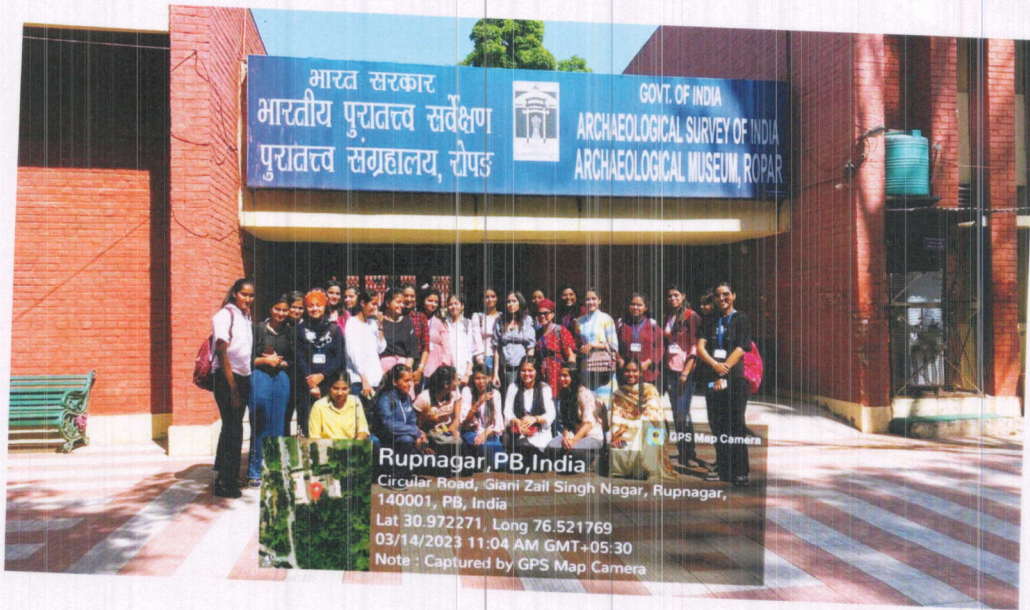 भारत सरकार
भारतीय पुरातत्त्व सर्वेक्षण
पुरातत्त्व संग्रहालय, रोपड
GOVT. OF INDIA
ARCHAEOLOGICAL SURVEY OF INDIA
ARCHAEOLOGICAL MUSEUM, ROPAR
GPS Map Camera
Rupnagar,PB,India
Circular Road, Giani Zail Singh Nagar, Rupnagar,
140001, PB, India
Lat 30.972271, Long 76.521769
03/14/2023 11:04 AM GMT+05:30
Note : Captured by GPS Map Camera